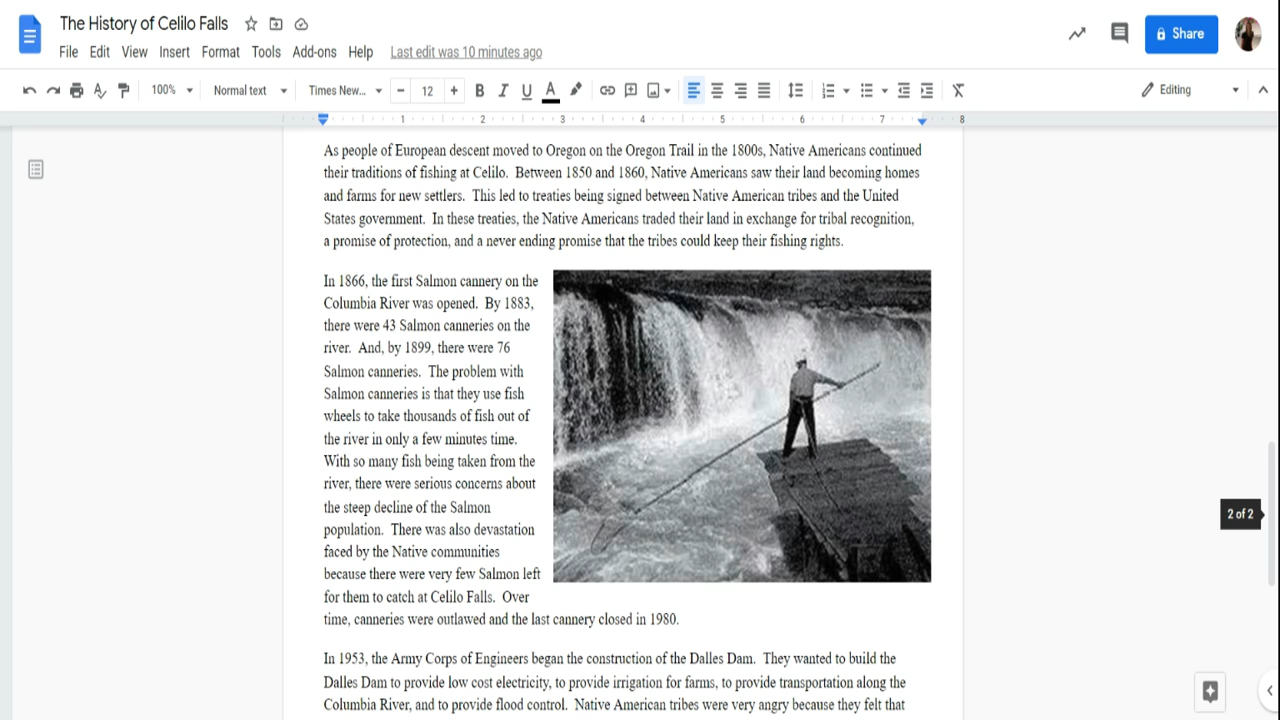 The History of Celilo Falls
File Edit View Insert Format Tools Add-ons Help Last edit was 10 minutes ago
Share
100% Normal text Times New... 12 Editing
1 2 3 4 5 6 7 8
As people of European descent moved to Oregon on the Oregon Trail in the 1800s, Native Americans continued
their traditions of fishing at Celilo. Between 1850 and 1860, Native Americans saw their land becoming homes
and farms for new settlers. This led to treaties being signed between Native American tribes and the United
States government. In these treaties, the Native Americans traded their land in exchange for tribal recognition,
a promise of protection, and a never ending promise that the tribes could keep their fishing rights.
In 1866, the first Salmon cannery on the
Columbia River was opened. By 1883,
there were 43 Salmon canneries on the
river. And, by 1899, there were 76
Salmon canneries. The problem with
Salmon canneries is that they use fish
wheels to take thousands of fish out of
the river in only a few minutes time.
With so many fish being taken from the
river, there were serious concerns about
the steep decline of the Salmon
population. There was also devastation
faced by the Native communities
because there were very few Salmon left
for them to catch at Celilo Falls. Over
time, canneries were outlawed and the last cannery closed in 1980.
2 of 2
In 1953, the Army Corps of Engineers began the construction of the Dalles Dam. They wanted to build the
Dalles Dam to provide low cost electricity, to provide irrigation for farms, to provide transportation along the
Columbia River, and to provide flood control. Native American tribes were very angry because they felt that